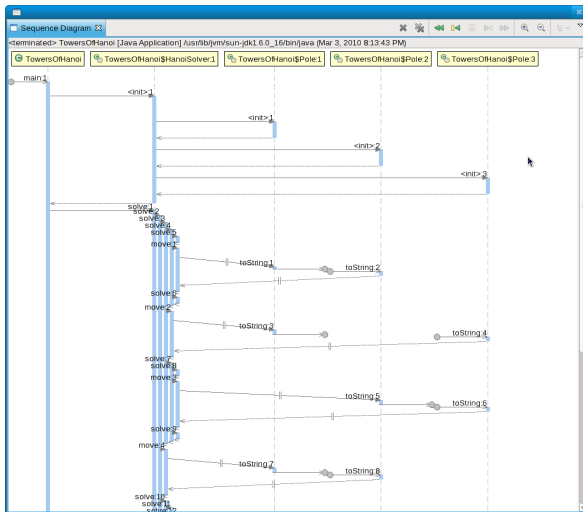 Sequence Diagram
<terminated> TowersOfHanoi [Java Application] /usr/lib/jvm/sun-jdk1.6.0_16/bin/java (Mar 3, 2010 8:13:43 PM)
TowersOfHanoi
TowersOfHanoi$HanoiSolver:1
TowersOfHanoi$Pole:1
TowersOfHanoi$Pole:2
TowersOfHanoi$Pole:3
main:1
<init>:1
<init>:1
<init>:2
<init>:3
solve:1
solve:2
solve:3
solve:4
solve:5
move:1
toString:1
toString:2
solve:6
move:2
toString:3
toString:4
solve:7
solve:8
move:3
toString:5
toString:6
solve:9
move:4
toString:7
toString:8
solve:10
solve:11
solve:12